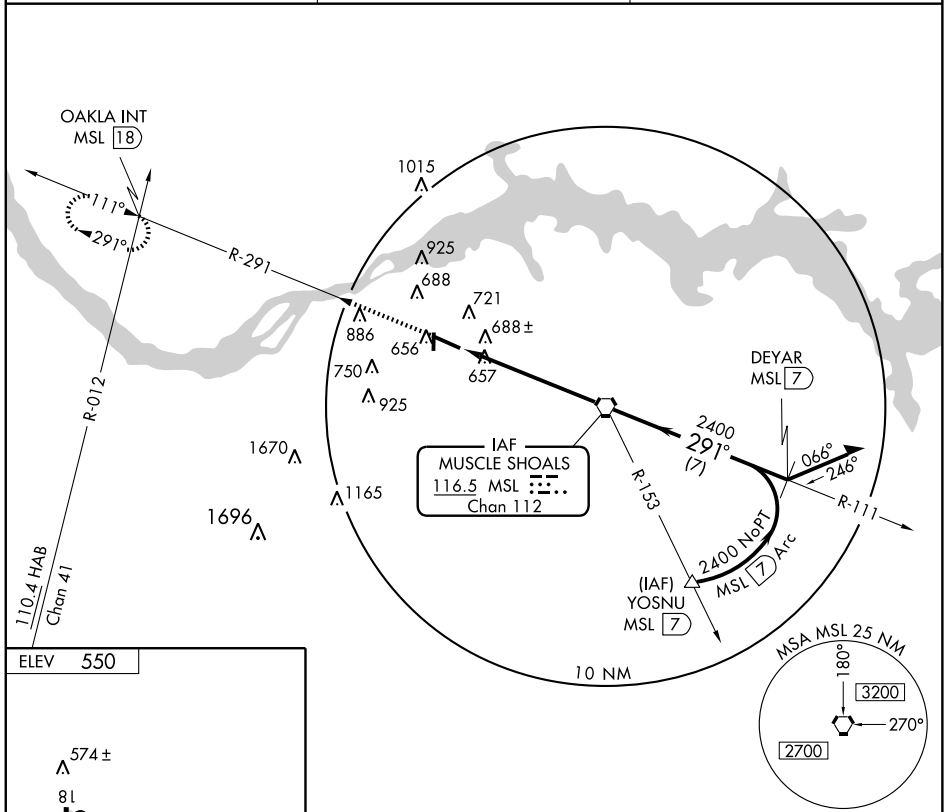 OAKLA INT
MSL 18
1015
111°
291°
R-291
925
688
721
688 ±
886
656
657
750
925
DEYAR
MSL 7
R-012
2400
291°
(7)
066°
246°
IAF
MUSCLE SHOALS
116.5 MSL
Chan 112
1670
1165
R-153
R-111
1696
2400 NoPT
MSL 7 Arc
(IAF)
YOSNU
MSL 7
110.4 HAB
Chan 41
10 NM
MSA MSL 25 NM
180°
3200
270°
2700
ELEV 550
574 ±
18